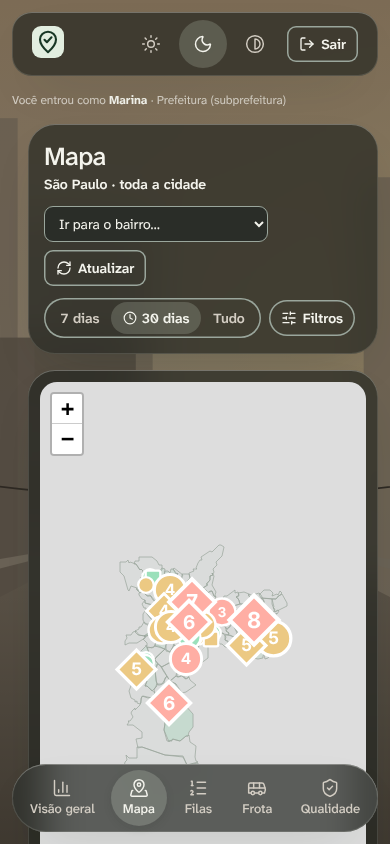 Sair
Você entrou como Marina · Prefeitura (subprefeitura)
Mapa
São Paulo · toda a cidade
Ir para o bairro...
Atualizar
7 dias
30 dias
Tudo
Filtros
+
−
4
7
4
3
8
6
4
5
5
4
5
6
Visão geral
Mapa
Filas
Frota
Qualidade